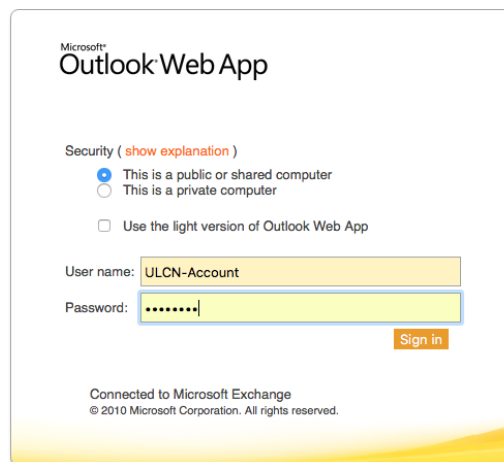 Microsoft®
Outlook Web App
Security ( show explanation )
This is a public or shared computer
This is a private computer
Use the light version of Outlook Web App
User name: ULCN-Account
Password: ••••••••
Sign in
Connected to Microsoft Exchange
© 2010 Microsoft Corporation. All rights reserved.